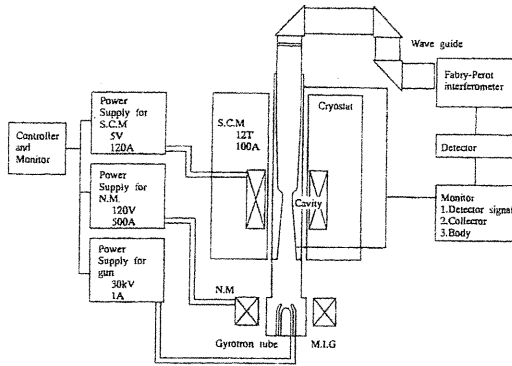 Wave guide
Fabry-Perot
interferometer
Detector
Monitor
1.Detector signal
2.Collector
3.Body
Cryostat
S.C.M
12T
100A
Cavity
Controller
and
Monitor
Power
Supply for
S.C.M
5V
120A
Power
Supply for
N.M.
120V
500A
Power
Supply for
gun
30kV
1A
N.M
Gyrotron tube
M.I.G